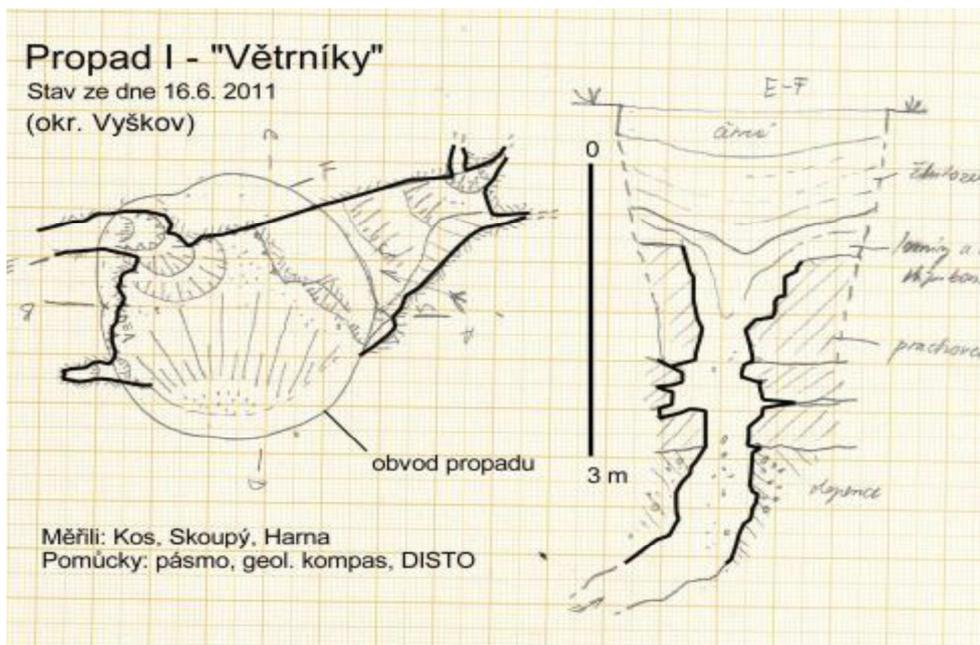 Propad I - "Větrníky"
Stav ze dne 16.6. 2011
(okr. Vyškov)
E-F
0
3 m
prachovce
slepence
obvod propadu
Měřili: Kos, Skoupý, Harna
Pomůcky: pásmo, geol. kompas, DISTO